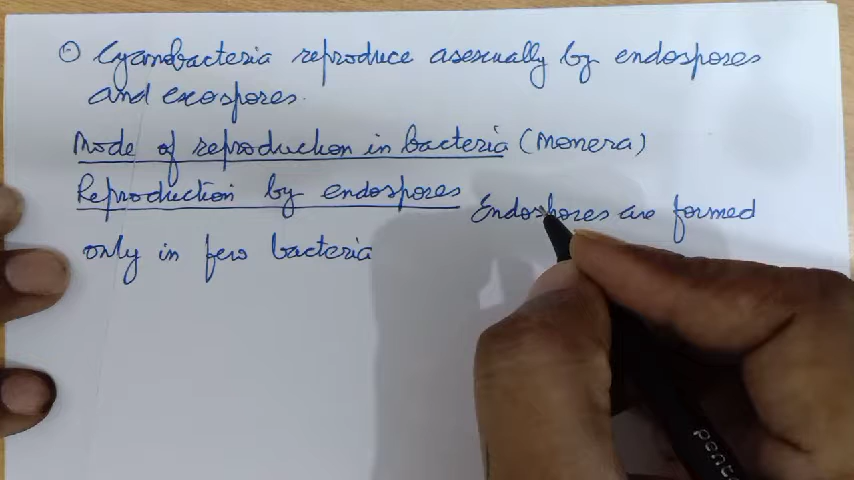 Cyanobacteria reproduce asexually by endospores
and exospores.
Mode of reproduction in bacteria (Monera)
Reproduction by endospores Endospores are formed
only in few bacteria
pent